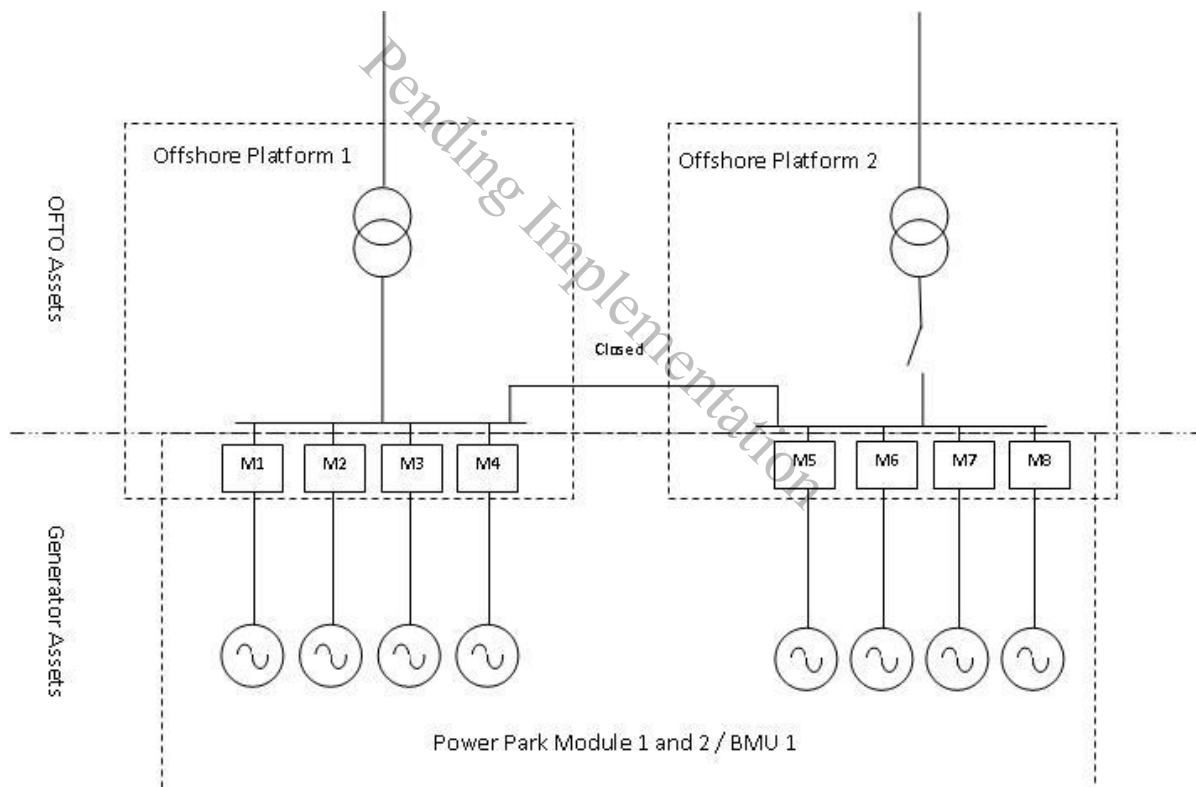 Pending Implementation
Offshore Platform 1
Offshore Platform 2
OFTO Assets
Closed
M1 M2 M3 M4
M5 M6 M7 M8
Generator Assets
Power Park Module 1 and 2 / BMU 1